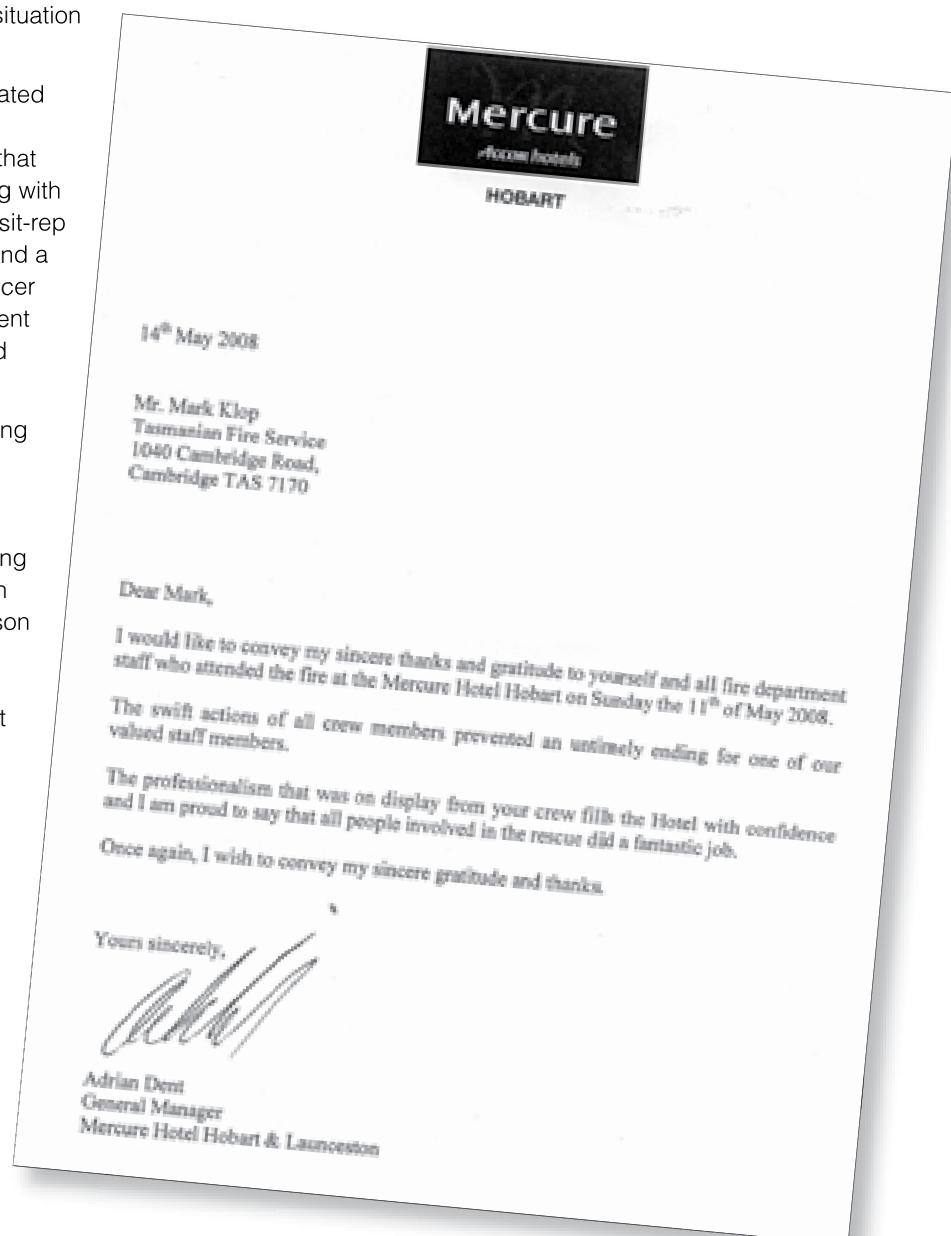 situation
ated
that
g with
sit-rep
nd a
cer
ent
d
ng
ng
n
son
t
Mercure
Accor hotels
HOBART
14th May 2008
Mr. Mark Klop
Tasmanian Fire Service
1040 Cambridge Road,
Cambridge TAS 7170
Dear Mark,
I would like to convey my sincere thanks and gratitude to yourself and all fire department
staff who attended the fire at the Mercure Hotel Hobart on Sunday the 11th of May 2008.
The swift actions of all crew members prevented an untimely ending for one of our
valued staff members.
The professionalism that was on display from your crew fills the Hotel with confidence
and I am proud to say that all people involved in the rescue did a fantastic job.
Once again, I wish to convey my sincere gratitude and thanks.
Yours sincerely,
Adrian Dent
General Manager
Mercure Hotel Hobart & Launceston